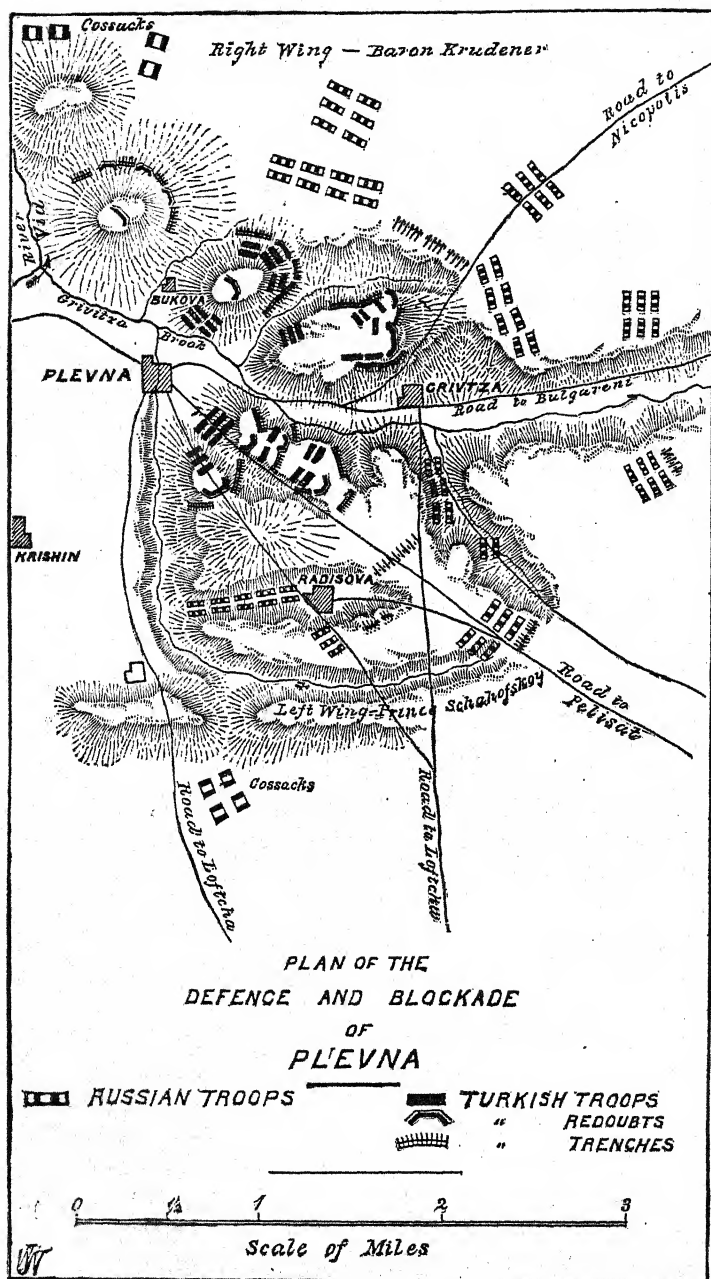 Cossacks
Right Wing — Baron Krudener
Road to
Nicopolis
River
Vid
BUKOVA
Grivitza Brook
PLEVNA
GRIVTZA
Road to Bulgareni
KRISHIN
RADISOVA
Road to
Pelisat
Left Wing-Prince Schahofskoy
Cossacks
Road to Loftcha
Road to Loftcha
PLAN OF THE
DEFENCE AND BLOCKADE
OF
PLEVNA
RUSSIAN TROOPS
TURKISH TROOPS
" REDOUBTS
" TRENCHES
0 ½ 1 2 3
Scale of Miles